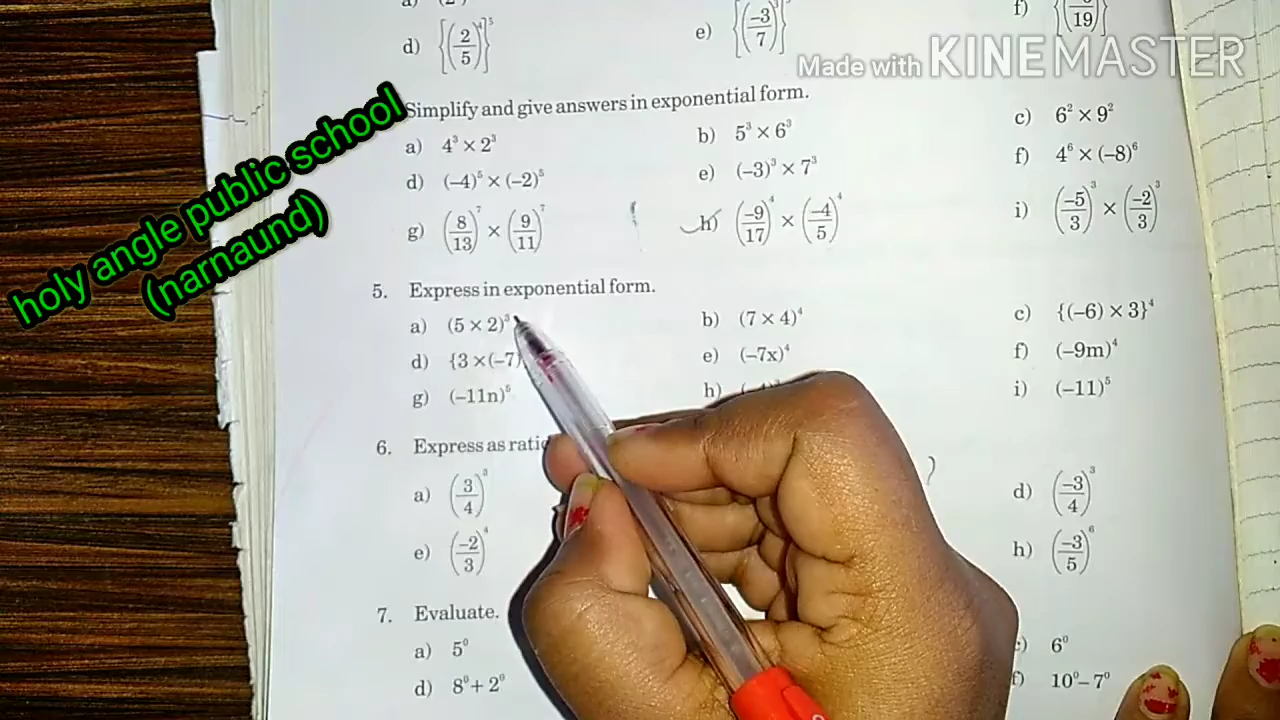 d) {(2/5)⁴}⁵
e) {(-3/7)
f)
19
Made with KINEMASTER
Simplify and give answers in exponential form.
a) 4³ × 2³
b) 5³ × 6³
c) 6² × 9²
d) (–4)⁵ × (–2)⁵
e) (–3)³ × 7³
f) 4⁶ × (–8)⁶
g) (8/13)⁷ × (9/11)⁷
h) (–9/17)⁴ × (–4/5)⁴
i) (–5/3)³ × (–2/3)³
5. Express in exponential form.
a) (5 × 2)³
b) (7 × 4)⁴
c) {(–6) × 3}⁴
d) {3 ×(–7)
e) (–7x)⁴
f) (–9m)⁴
g) (–11n)⁵
h)
i) (–11)⁵
6. Express as
a) (3/4)³
d) (–3/4)³
e) (–2/3)⁴
h) (–3/5)⁶
7. Evaluate.
a) 5⁰
6⁰
d) 8⁰+ 2⁰
f) 10⁰– 7⁰
holy angle public school
(narnaund)